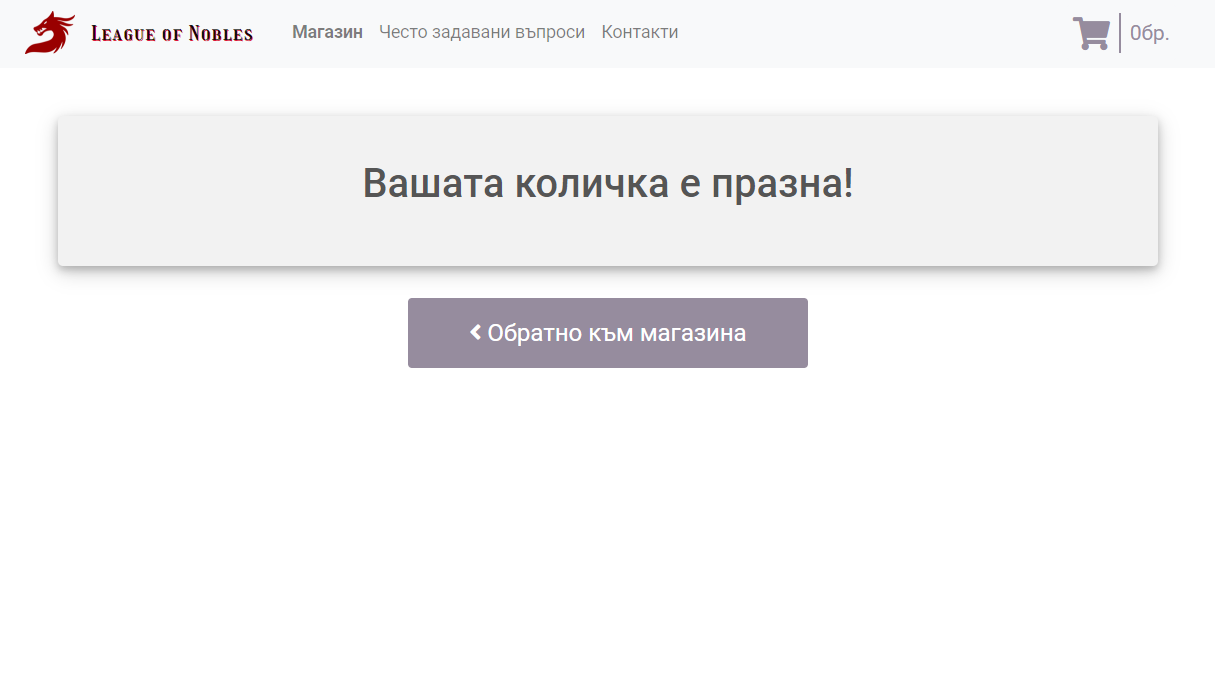 League of Nobles
Магазин Често задавани въпроси Контакти
0бр.
Вашата количка е празна!
Обратно към магазина